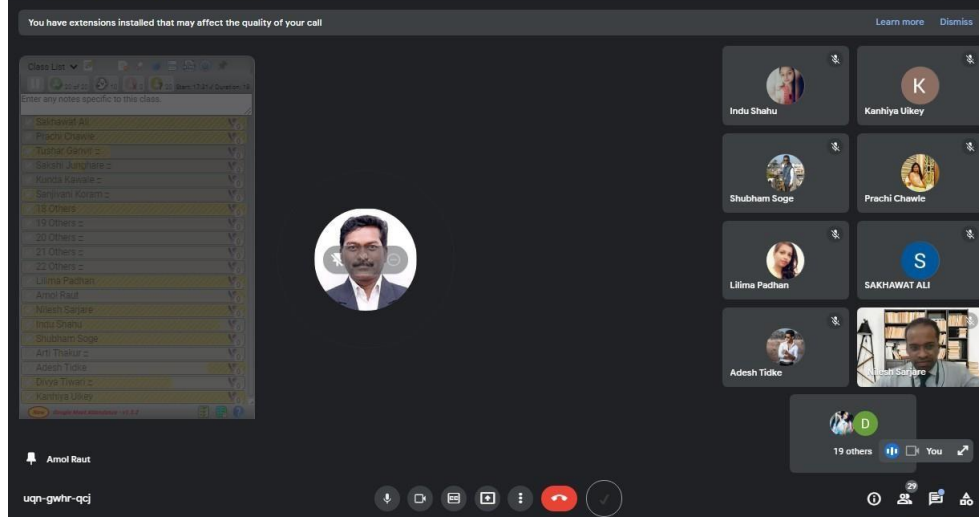 You have extensions installed that may affect the quality of your call
Learn more Dismiss
Class List
Enter any notes specific to this class.
Sakhawat Ali
Prachi Chawle
Sakshi Junghare
Kunda Kawale
Sanjivani Koram
18 Others
19 Others
20 Others
21 Others
22 Others
Lilima Padhan
Amol Raut
Nilesh Sarjare
Indu Shahu
Shubham Soge
Arti Thakur
Adesh Tidke
Divya Tiwari
Kanhiya Uikey
Indu Shahu
K
Kanhiya Uikey
Shubham Soge
Prachi Chawle
Lilima Padhan
S
SAKHAWAT ALI
Adesh Tidke
Nilesh Sarjare
D
19 others
You
Amol Raut
uqn-gwhr-qcj
29